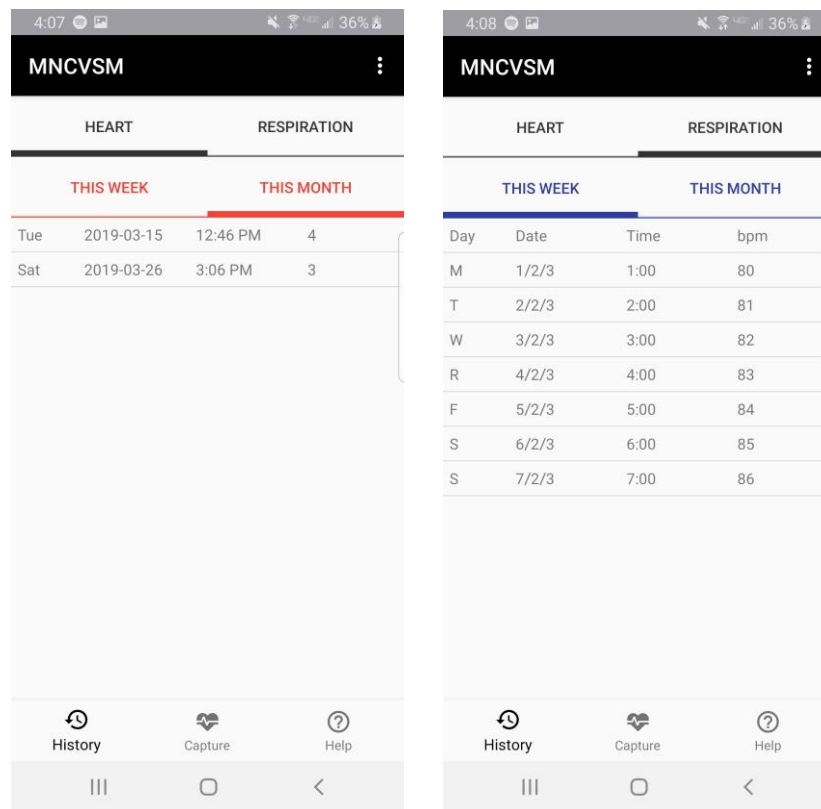 4:07 36%
MNCVSM
HEART RESPIRATION
THIS WEEK THIS MONTH
Tue 2019-03-15 12:46 PM 4
Sat 2019-03-26 3:06 PM 3
History Capture Help
4:08 36%
MNCVSM
HEART RESPIRATION
THIS WEEK THIS MONTH
Day Date Time bpm
M 1/2/3 1:00 80
T 2/2/3 2:00 81
W 3/2/3 3:00 82
R 4/2/3 4:00 83
F 5/2/3 5:00 84
S 6/2/3 6:00 85
S 7/2/3 7:00 86
History Capture Help